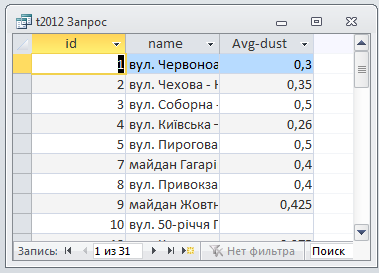 t2012 Запрос
id name Avg-dust
1 вул. Червоноа 0,3
2 вул. Чехова - 0,35
3 вул. Соборна - 0,5
4 вул. Київська - 0,26
5 вул. Пирогова 0,5
7 майдан Гагарі 0,4
8 вул. Привокза 0,4
9 майдан Жовтн 0,425
10 вул. 50-річчя
Запись: 1 из 31 Нет фильтра Поиск